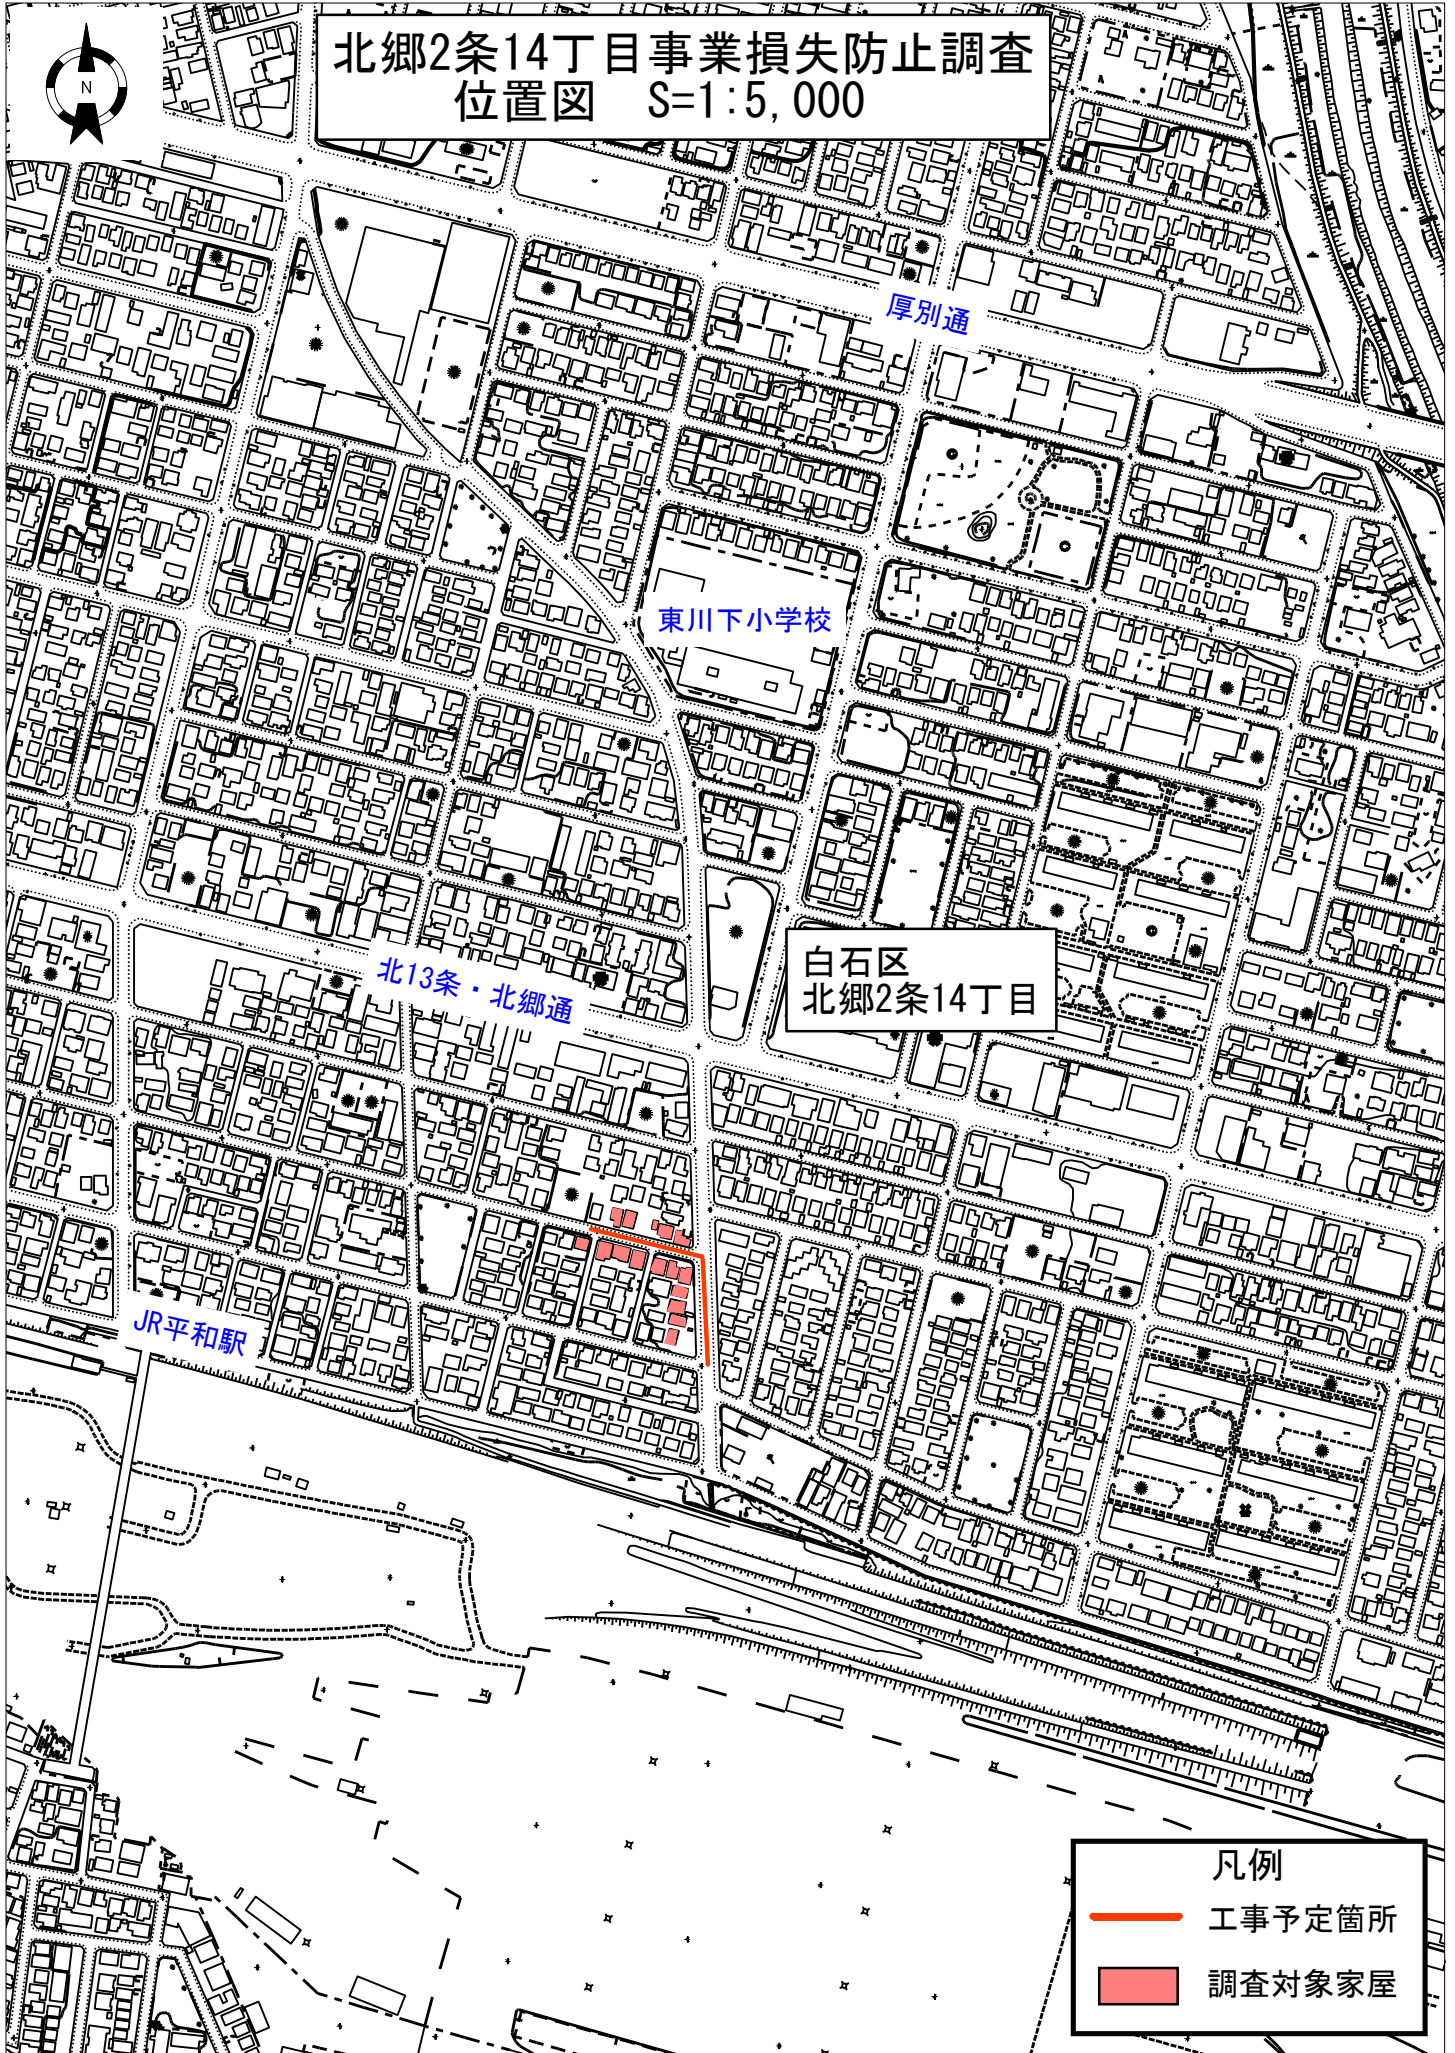 北郷2条14丁目事業損失防止調査
位置図　S=1:5,000
N
厚別通
東川下小学校
白石区
北郷2条14丁目
北13条・北郷通
JR平和駅
凡例
工事予定箇所
調査対象家屋